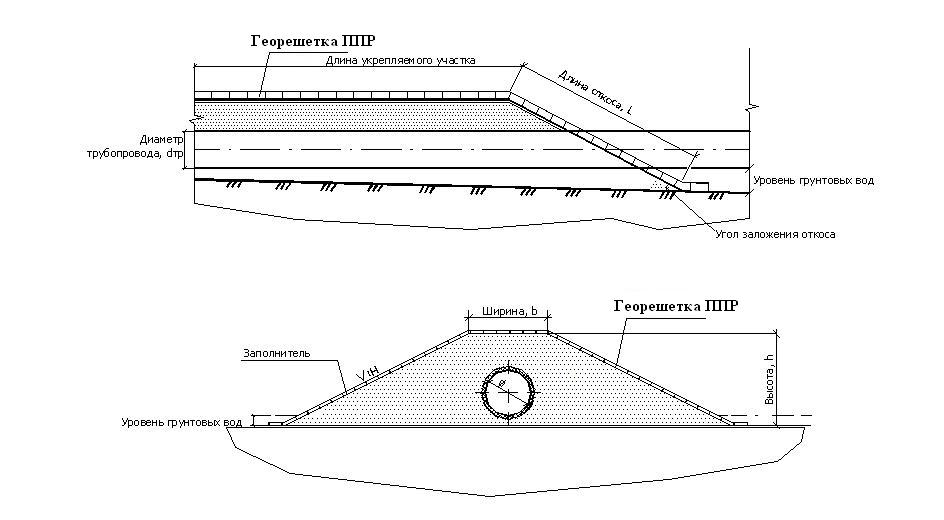 Георешетка ППР
Длина укрепляемого участка
Длина откоса, L
Диаметр
трубопровода, dтр
Уровень грунтовых вод
Угол заложения откоса
Ширина, b
Георешетка ППР
Заполнитель
tH
ø
Высота, h
Уровень грунтовых вод